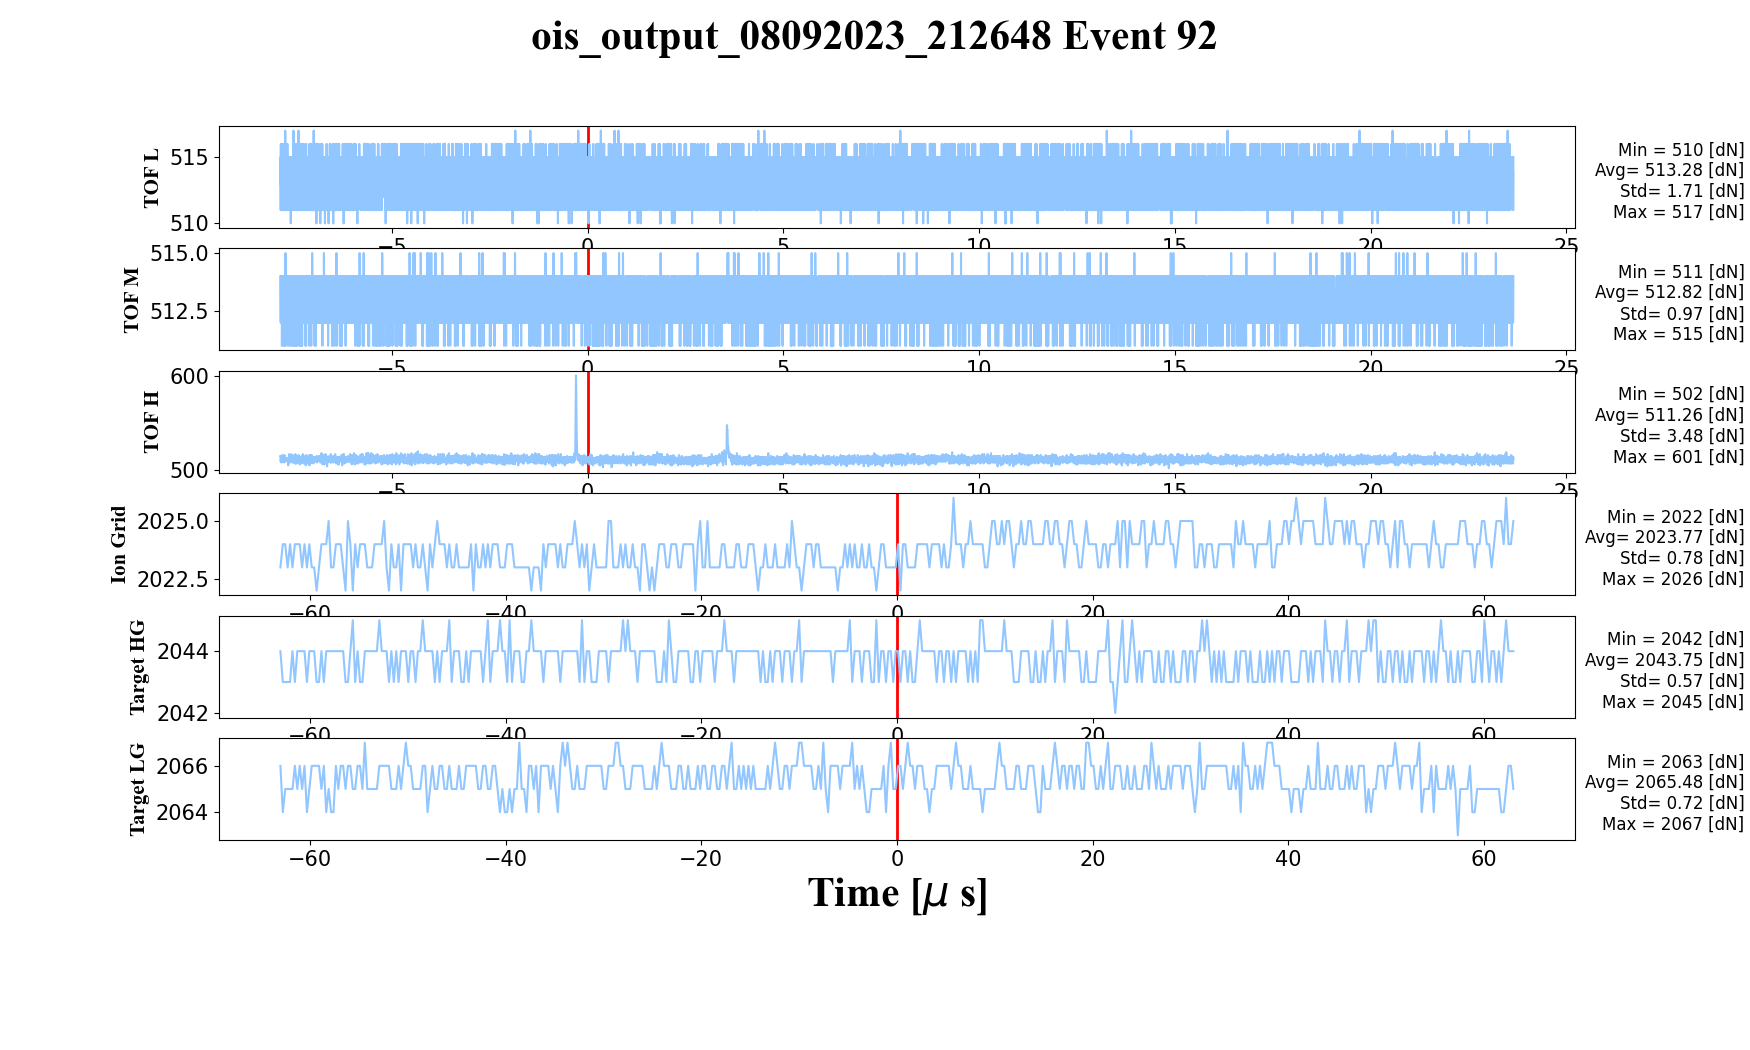 ois_output_08092023_212648 Event 92
TOF L
515
510
−5
0
5
10
15
20
25
Min = 510 [dN]
Avg= 513.28 [dN]
Std= 1.71 [dN]
Max = 517 [dN]
TOF M
515.0
512.5
−5
0
5
10
15
20
25
Min = 511 [dN]
Avg= 512.82 [dN]
Std= 0.97 [dN]
Max = 515 [dN]
TOF H
600
500
−5
0
5
10
15
20
25
Min = 502 [dN]
Avg= 511.26 [dN]
Std= 3.48 [dN]
Max = 601 [dN]
Ion Grid
2025.0
2022.5
−60
−40
−20
0
20
40
60
Min = 2022 [dN]
Avg= 2023.77 [dN]
Std= 0.78 [dN]
Max = 2026 [dN]
Target HG
2044
2042
−60
−40
−20
0
20
40
60
Min = 2042 [dN]
Avg= 2043.75 [dN]
Std= 0.57 [dN]
Max = 2045 [dN]
Target LG
2066
2064
−60
−40
−20
0
20
40
60
Min = 2063 [dN]
Avg= 2065.48 [dN]
Std= 0.72 [dN]
Max = 2067 [dN]
Time [μ s]